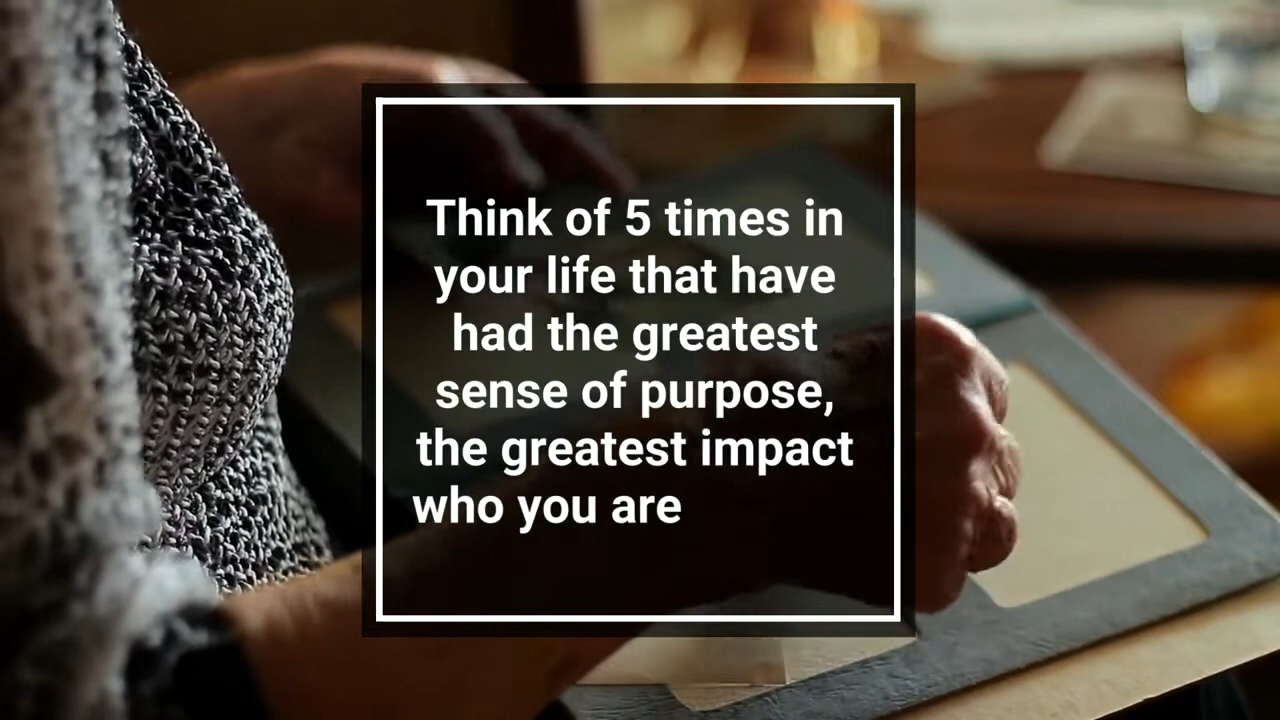 Think of 5 times in
your life that have
had the greatest
sense of purpose,
the greatest impact
who you are